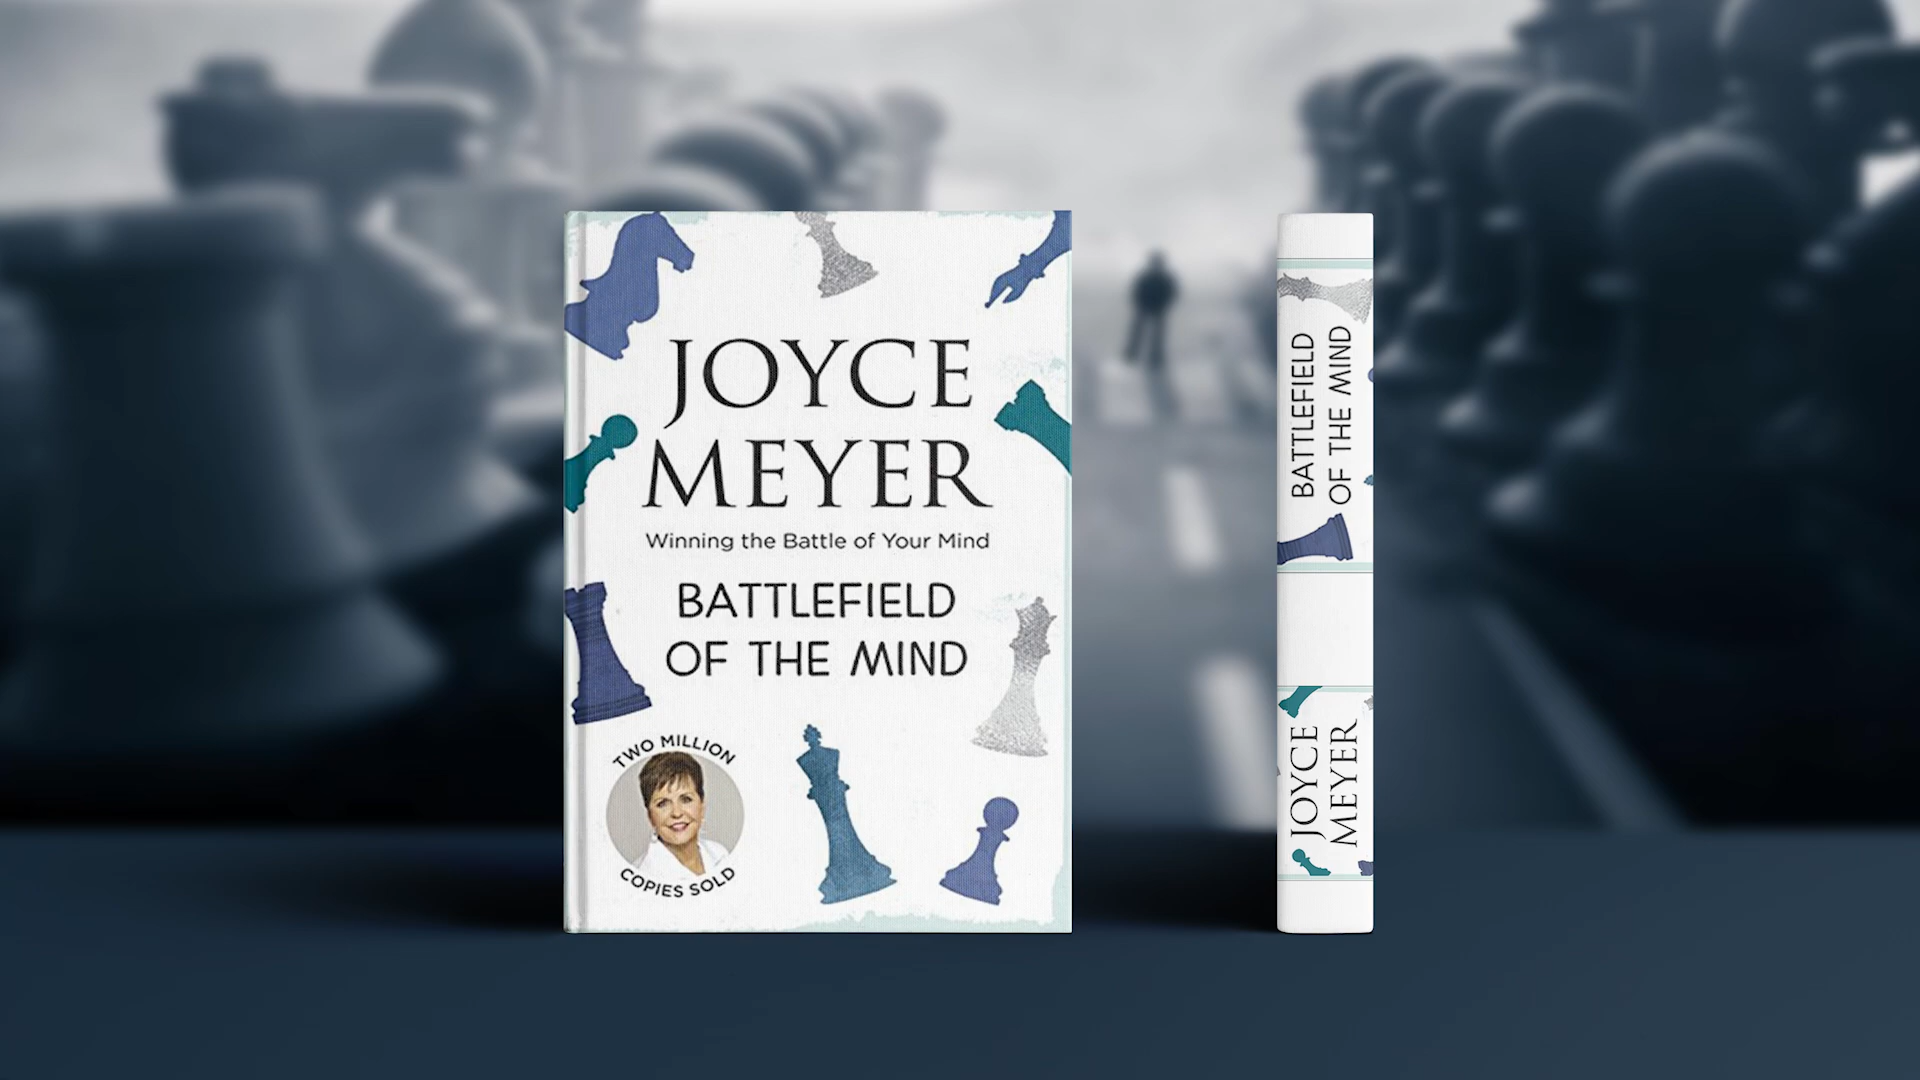 JOYCE
MEYER
Winning the Battle of Your Mind
BATTLEFIELD
OF THE MIND
TWO MILLION
COPIES SOLD
BATTLEFIELD
OF THE MIND
JOYCE
MEYER